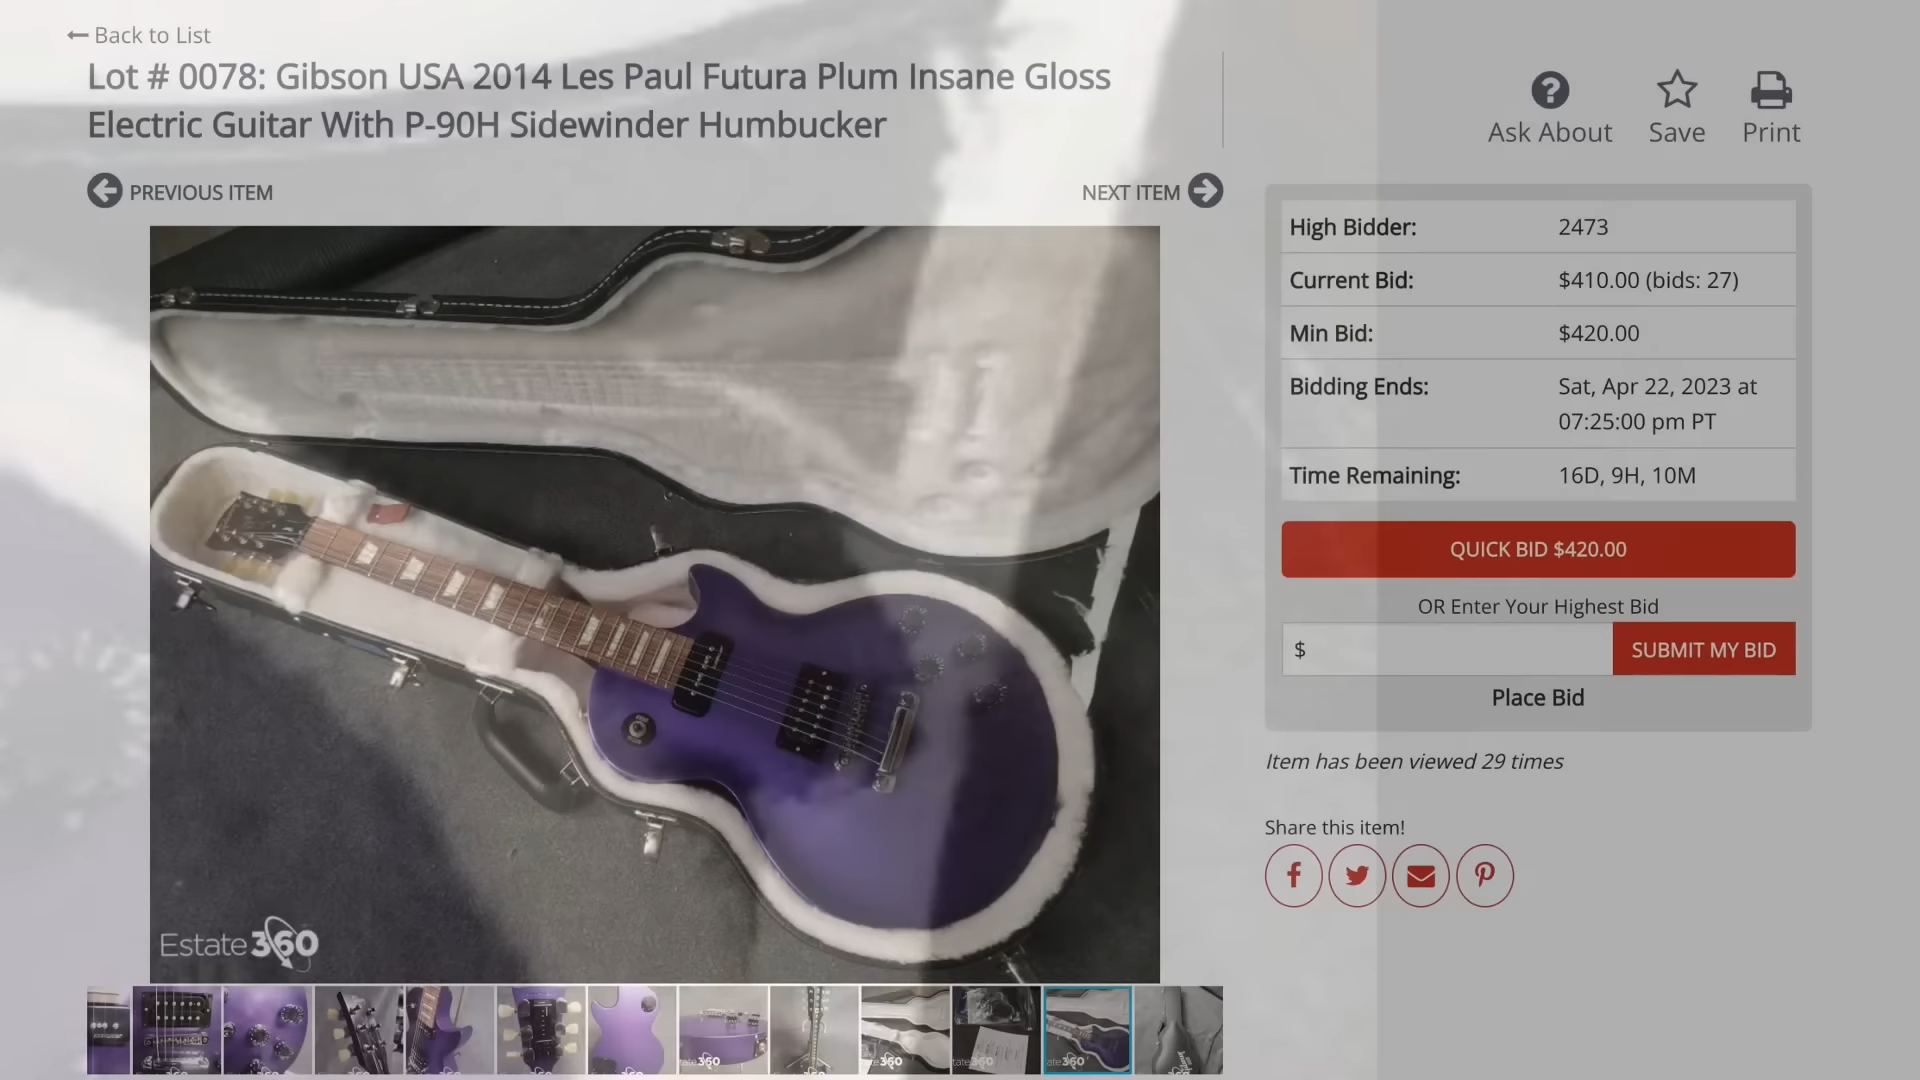 Back to List
Lot # 0078: Gibson USA 2014 Les Paul Futura Plum Insane Gloss
Electric Guitar With P-90H Sidewinder Humbucker
Ask About
Save
Print
PREVIOUS ITEM
NEXT ITEM
High Bidder: 2473
Current Bid: $410.00 (bids: 27)
Min Bid: $420.00
Bidding Ends: Sat, Apr 22, 2023 at
07:25:00 pm PT
Time Remaining: 16D, 9H, 10M
QUICK BID $420.00
OR Enter Your Highest Bid
$
SUBMIT MY BID
Place Bid
Item has been viewed 29 times
Share this item!
Estate360